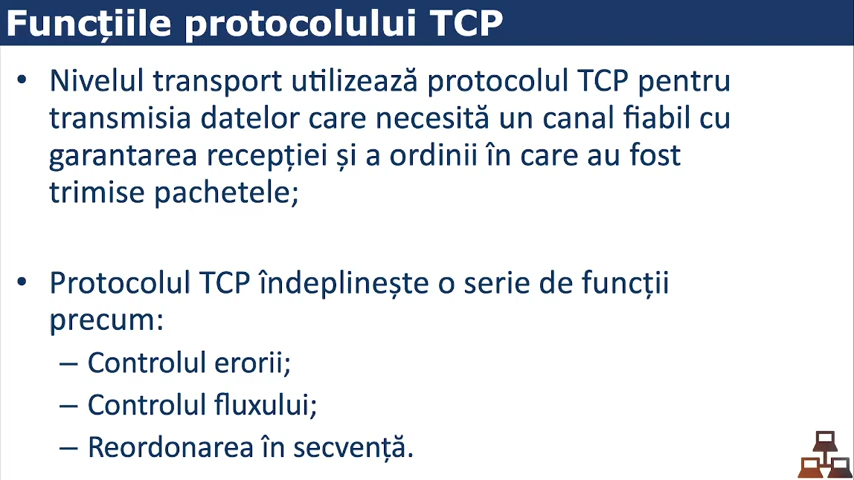 Funcțiile protocolului TCP
• Nivelul transport utilizează protocolul TCP pentru
transmisia datelor care necesită un canal fiabil cu
garantarea recepției și a ordinii în care au fost
trimise pachetele;
• Protocolul TCP îndeplinește o serie de funcții
precum:
– Controlul erorii;
– Controlul fluxului;
– Reordonarea în secvență.